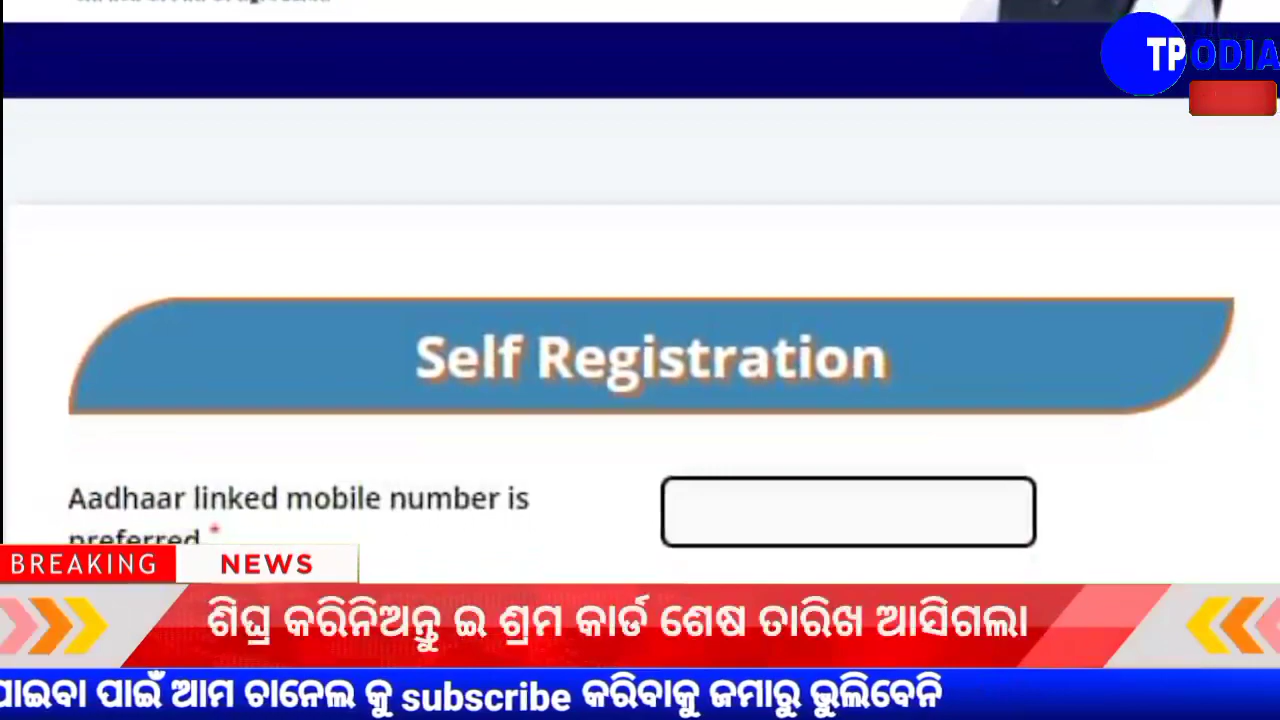 TPODIA
Self Registration
Aadhaar linked mobile number is
preferred *
BREAKING NEWS
ଶିଘ୍ର କରିନିଅନ୍ତୁ ଇ ଶ୍ରମ କାର୍ଡ ଶେଷ ତାରିଖ ଆସିଗଲା
ପାଇବା ପାଇଁ ଆମ ଚାନେଲ କୁ subscribe କରିବାକୁ ଜମାରୁ ଭୁଲିବେନି